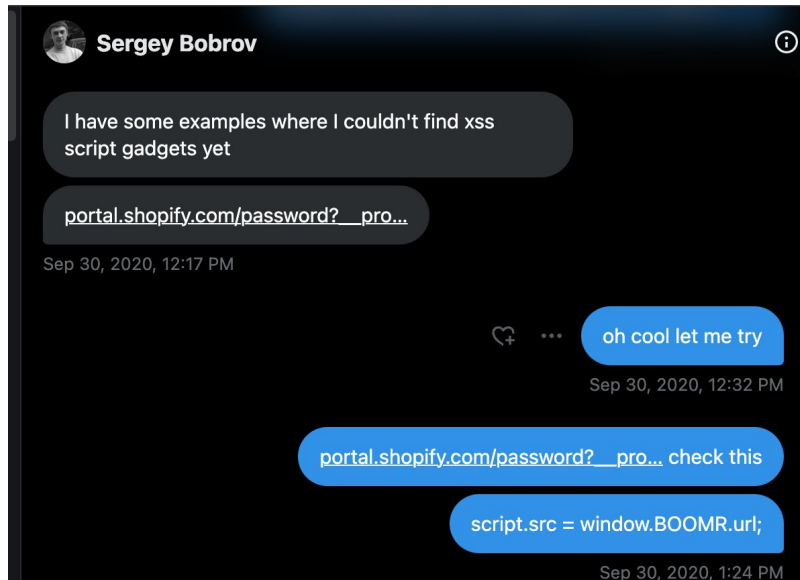 Sergey Bobrov
I have some examples where I couldn't find xss
script gadgets yet
portal.shopify.com/password?__pro...
Sep 30, 2020, 12:17 PM
oh cool let me try
Sep 30, 2020, 12:32 PM
portal.shopify.com/password?__pro... check this
script.src = window.BOOMR.url;
Sep 30, 2020, 1:24 PM